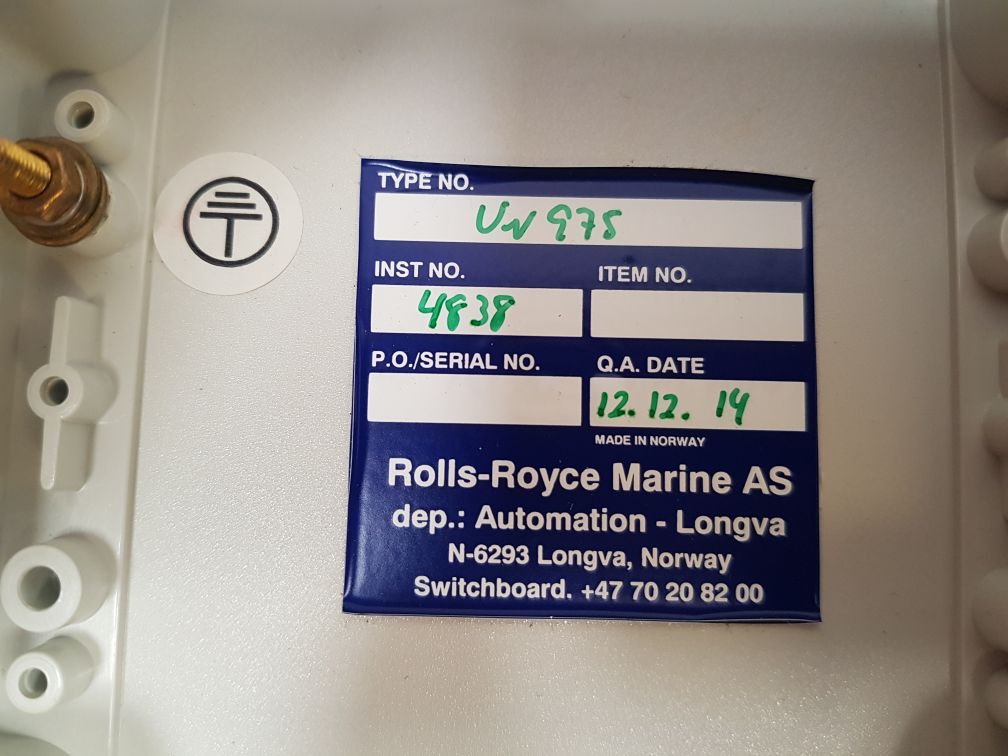 TYPE NO.
UN 975
INST NO.
4838
ITEM NO.
P.O./SERIAL NO.
Q.A. DATE
12.12.14
MADE IN NORWAY
Rolls-Royce Marine AS
dep.: Automation - Longva
N-6293 Longva, Norway
Switchboard. +47 70 20 82 00